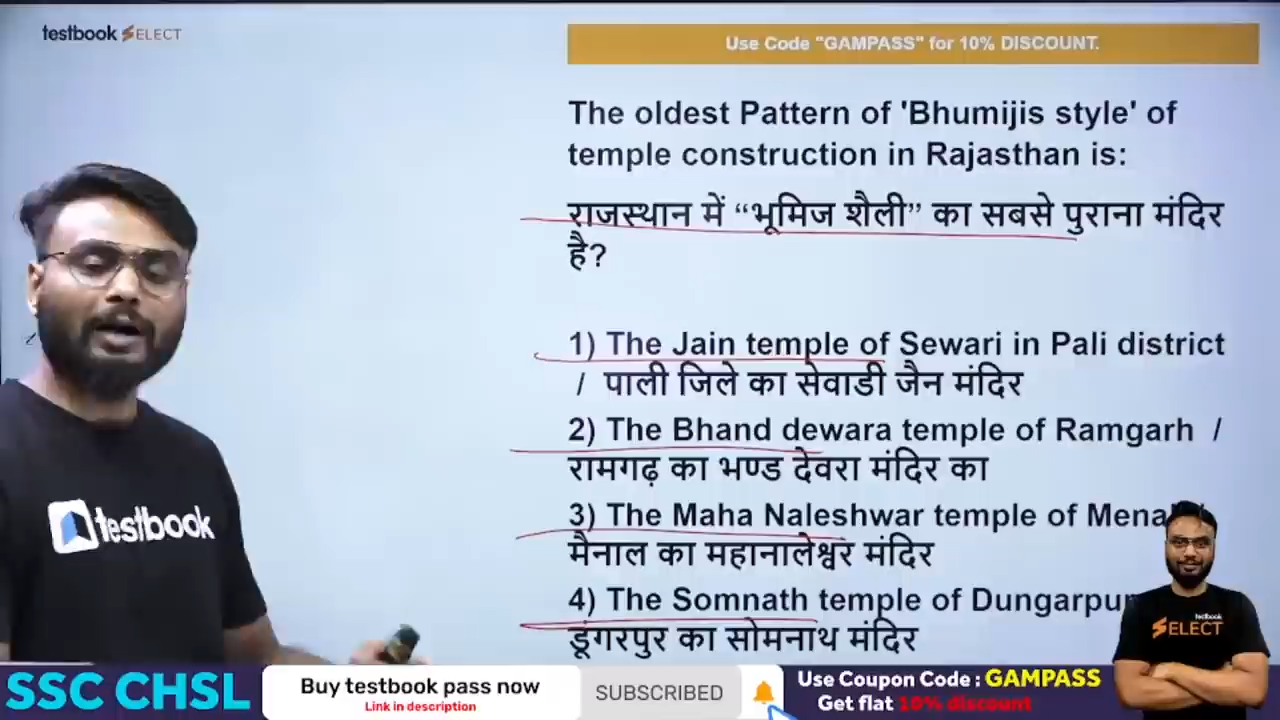 testbook SELECT
Use Code "GAMPASS" for 10% DISCOUNT.
The oldest Pattern of 'Bhumijis style' of
temple construction in Rajasthan is:
राजस्थान में “भूमिज शैली” का सबसे पुराना मंदिर
है?
1) The Jain temple of Sewari in Pali district
/ पाली जिले का सेवाडी जैन मंदिर
2) The Bhand dewara temple of Ramgarh /
रामगढ़ का भण्ड देवरा मंदिर का
3) The Maha Naleshwar temple of
मैनाल का महानालेश्वर मंदिर
4) The Somnath temple of
डूंगरपुर का सोमनाथ मंदिर
testbook
testbook
SELECT
SSC CHSL
Buy testbook pass now
Link in description
SUBSCRIBED
Use Coupon Code : GAMPASS
Get flat 10% discount